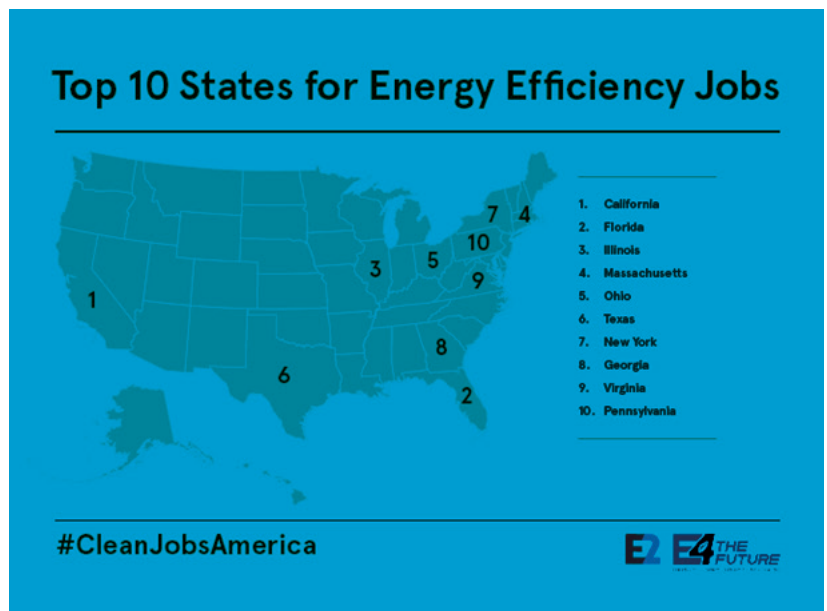 Top 10 States for Energy Efficiency Jobs
7 4
10
3 5
9
1
8
6
2
1. California
2. Florida
3. Illinois
4. Massachusetts
5. Ohio
6. Texas
7. New York
8. Georgia
9. Virginia
10. Pennsylvania
#CleanJobsAmerica
E2 E4 THE
FUTURE